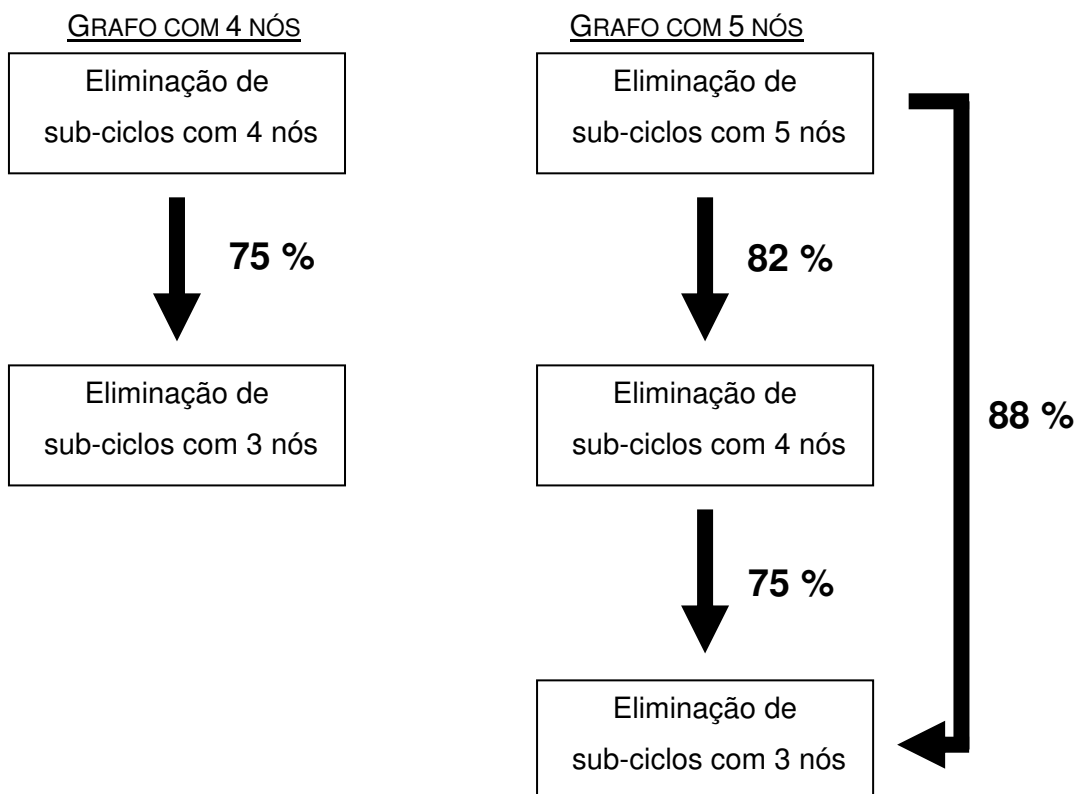 GRAFO COM 4 NÓS
Eliminação de
sub-ciclos com 4 nós
75 %
Eliminação de
sub-ciclos com 3 nós
GRAFO COM 5 NÓS
Eliminação de
sub-ciclos com 5 nós
82 %
Eliminação de
sub-ciclos com 4 nós
88 %
75 %
Eliminação de
sub-ciclos com 3 nós